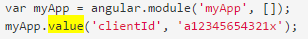 var myApp = angular.module('myApp', []);
myApp.value('clientId', 'a12345654321x');